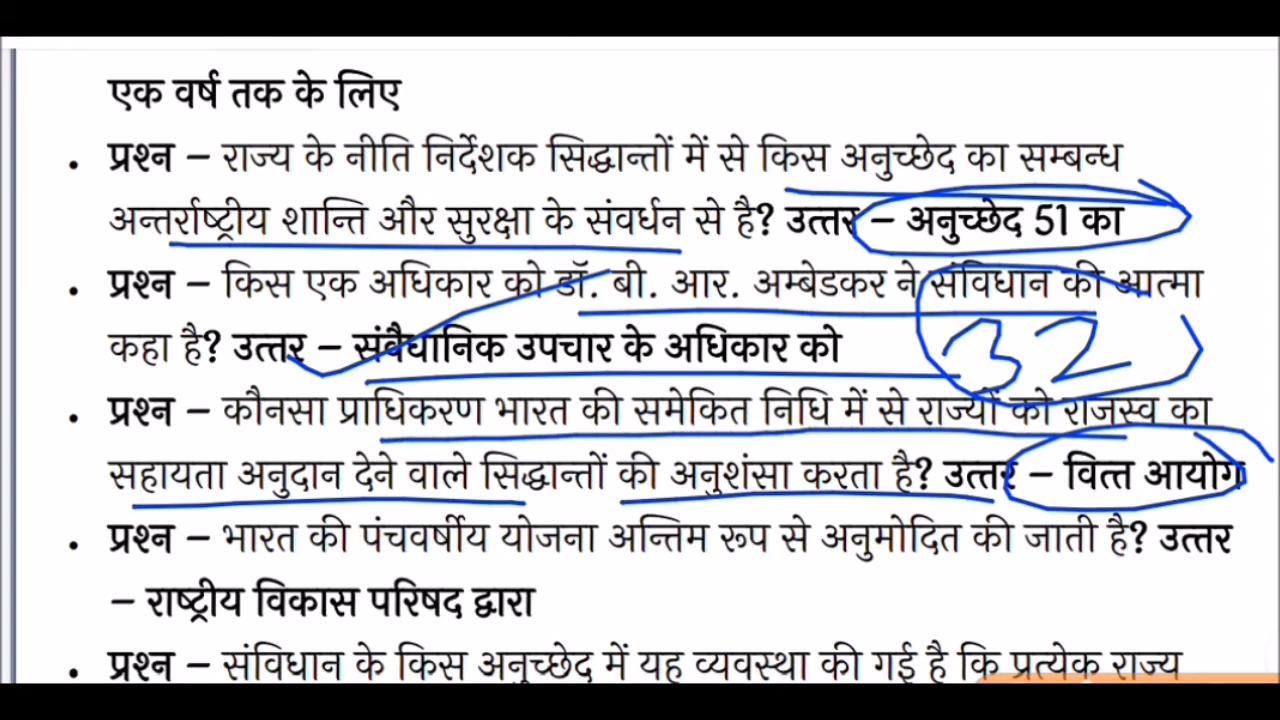 एक वर्ष तक के लिए
• प्रश्न – राज्य के नीति निर्देशक सिद्धान्तों में से किस अनुच्छेद का सम्बन्ध
अन्तर्राष्ट्रीय शान्ति और सुरक्षा के संवर्धन से है? उत्तर – अनुच्छेद 51 का
• प्रश्न – किस एक अधिकार को डॉ. बी. आर. अम्बेडकर ने संविधान की आत्मा
कहा है? उत्तर – संवैधानिक उपचार के अधिकार को
32
• प्रश्न – कौनसा प्राधिकरण भारत की समेकित निधि में से राज्यों को राजस्व का
सहायता अनुदान देने वाले सिद्धान्तों की अनुशंसा करता है? उत्तर – वित्त आयोग
• प्रश्न – भारत की पंचवर्षीय योजना अन्तिम रूप से अनुमोदित की जाती है? उत्तर
– राष्ट्रीय विकास परिषद द्वारा
• प्रश्न – संविधान के किस अनुच्छेद में यह व्यवस्था की गई है कि प्रत्येक राज्य